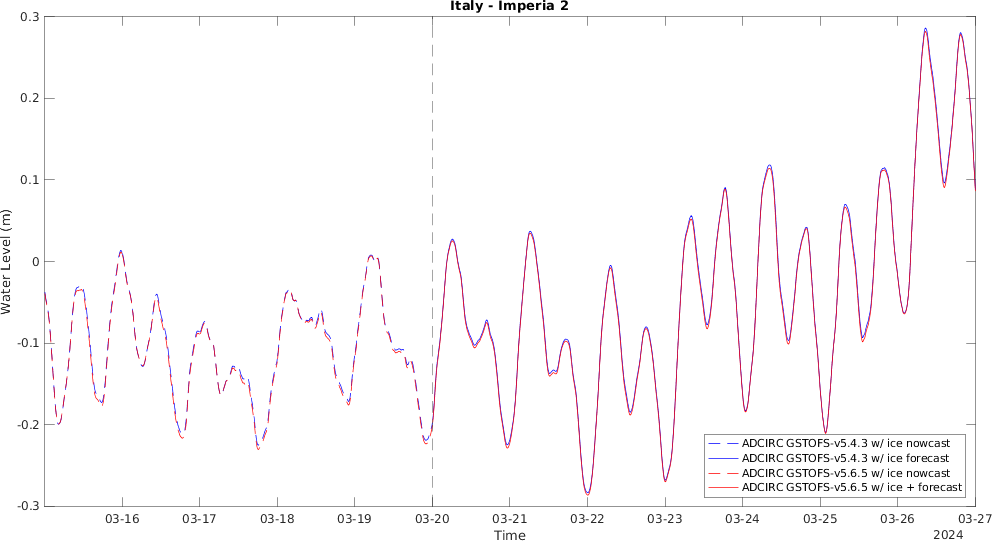 Italy - Imperia 2
Water Level (m)
0.3
0.2
0.1
0
-0.1
-0.2
-0.3
ADCIRC GSTOFS-v5.4.3 w/ ice nowcast
ADCIRC GSTOFS-v5.4.3 w/ ice forecast
ADCIRC GSTOFS-v5.6.5 w/ ice nowcast
ADCIRC GSTOFS-v5.6.5 w/ ice + forecast
03-16 03-17 03-18 03-19 03-20 03-21 03-22 03-23 03-24 03-25 03-26 03-27
Time
2024